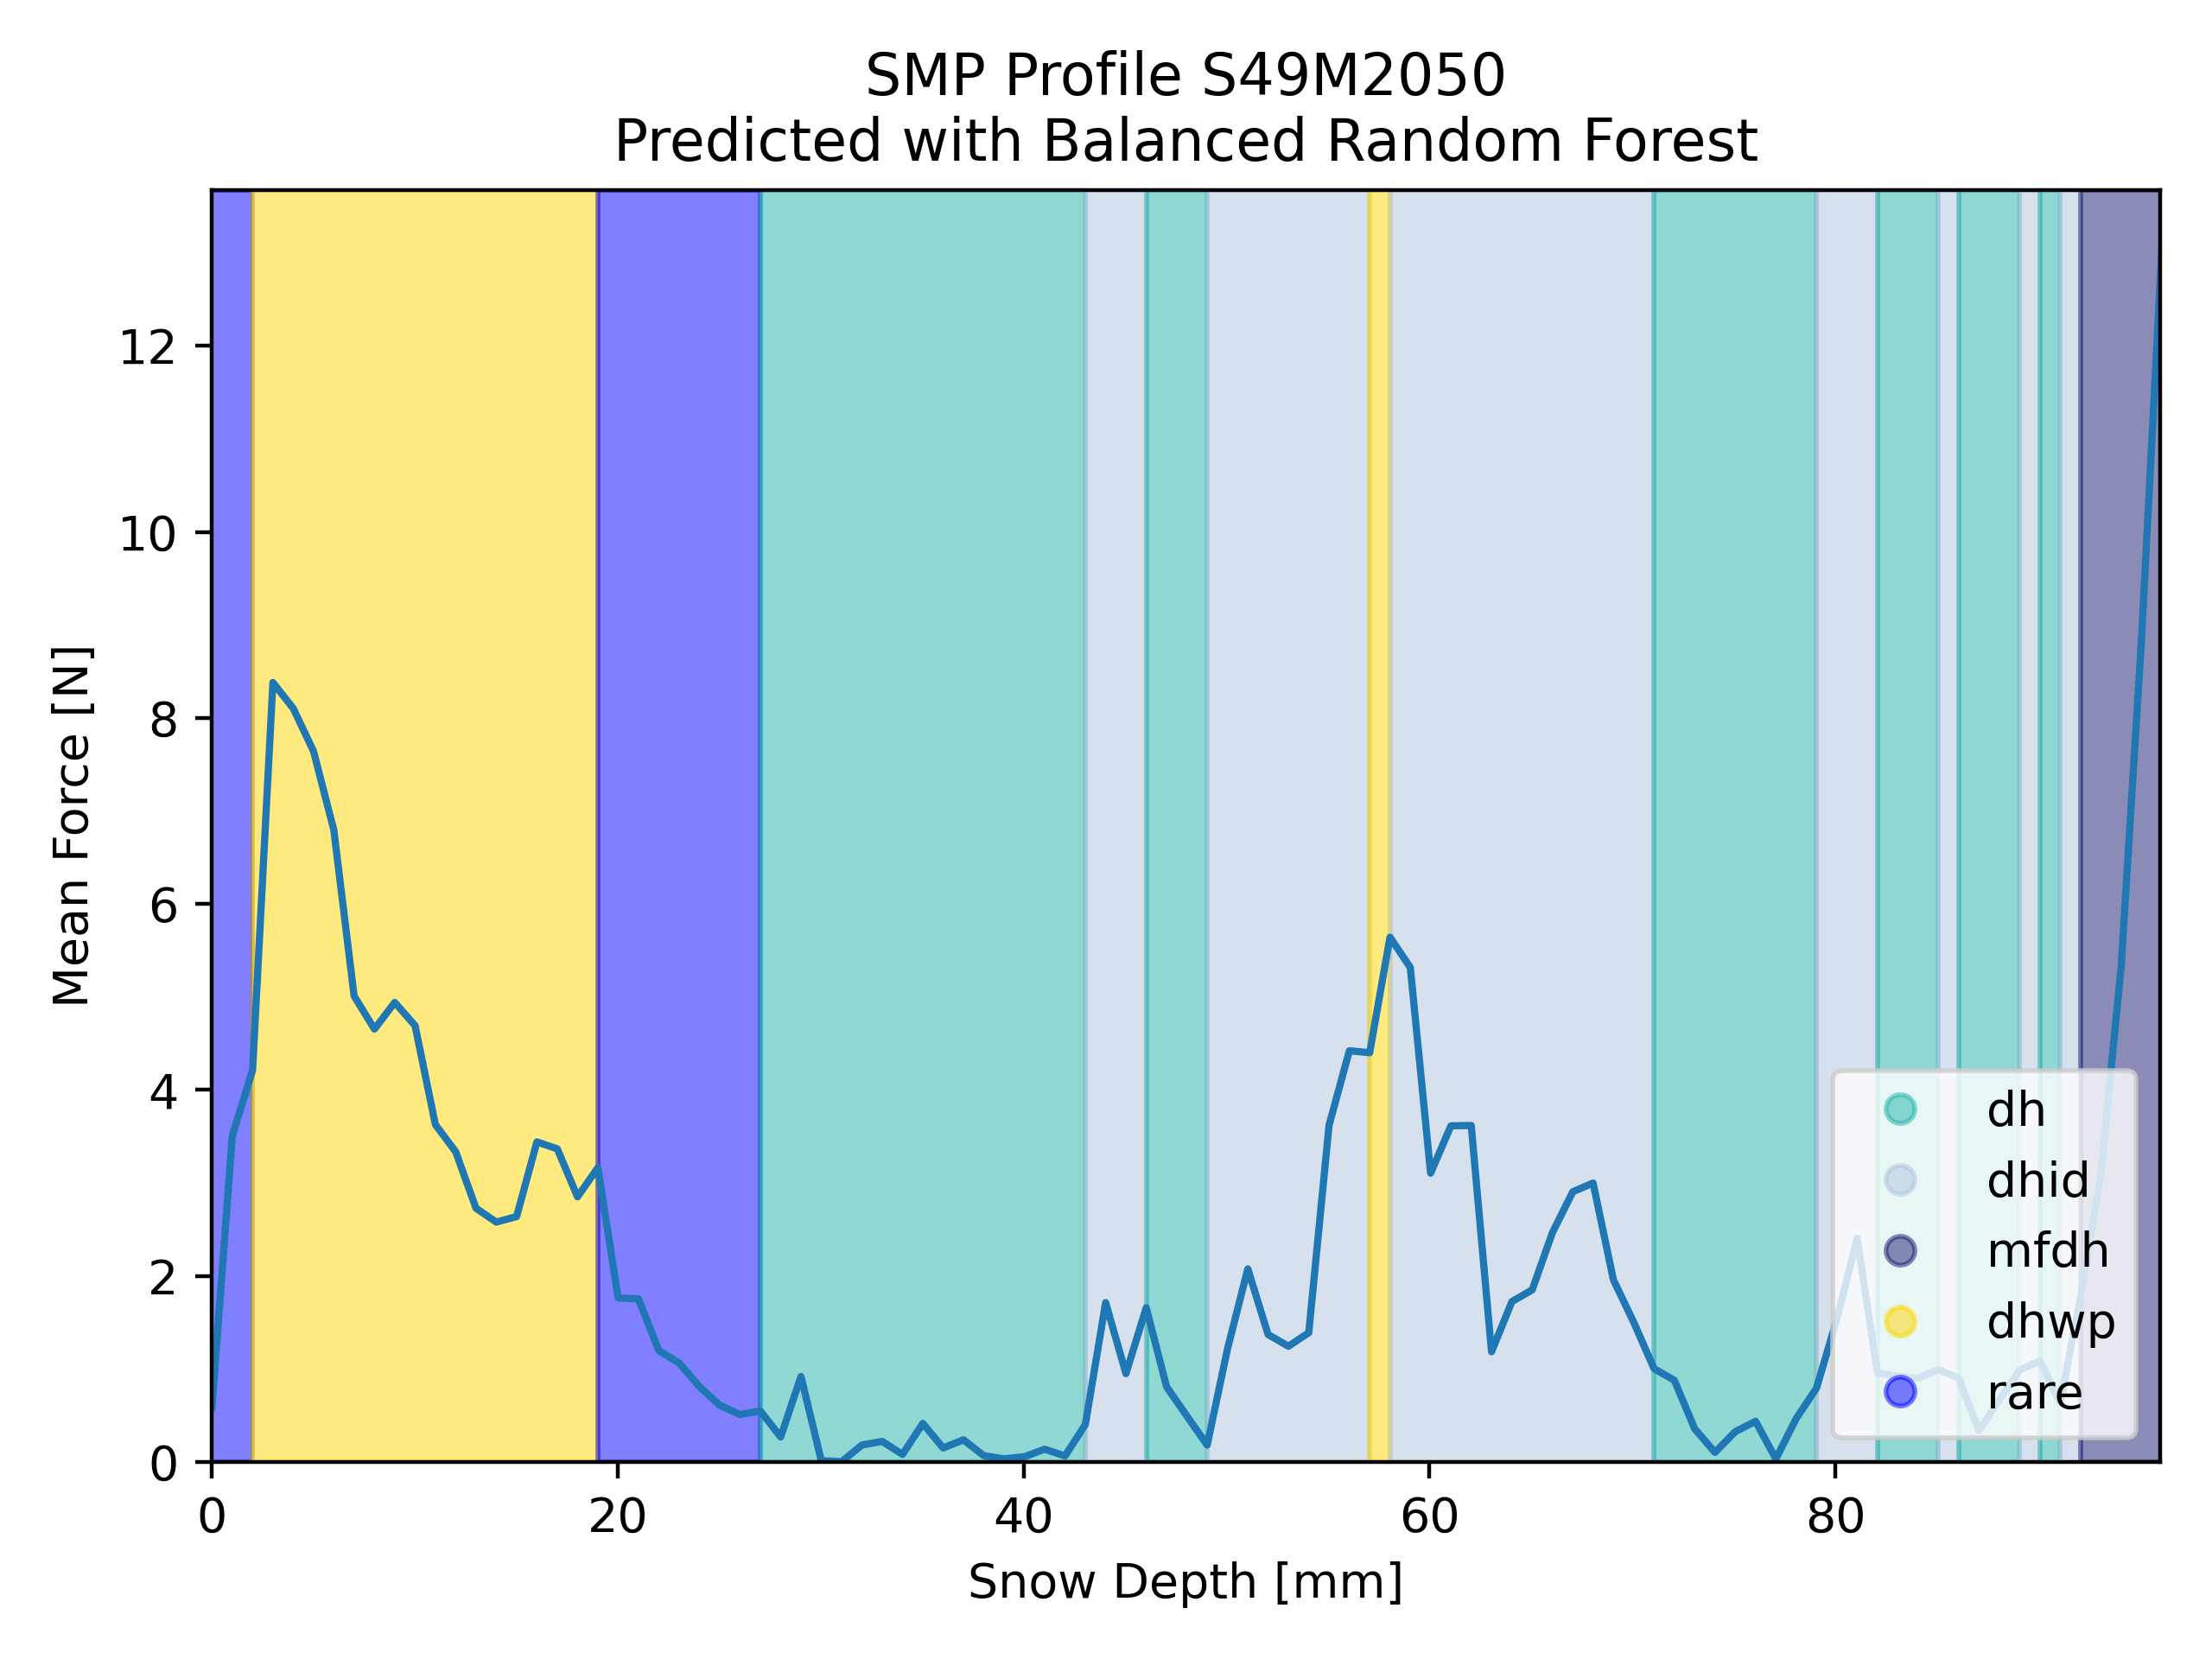 SMP Profile S49M2050
Predicted with Balanced Random Forest
Mean Force [N]
12
10
8
6
4
2
0
0 20 40 60 80
Snow Depth [mm]
dh
dhid
mfdh
dhwp
rare